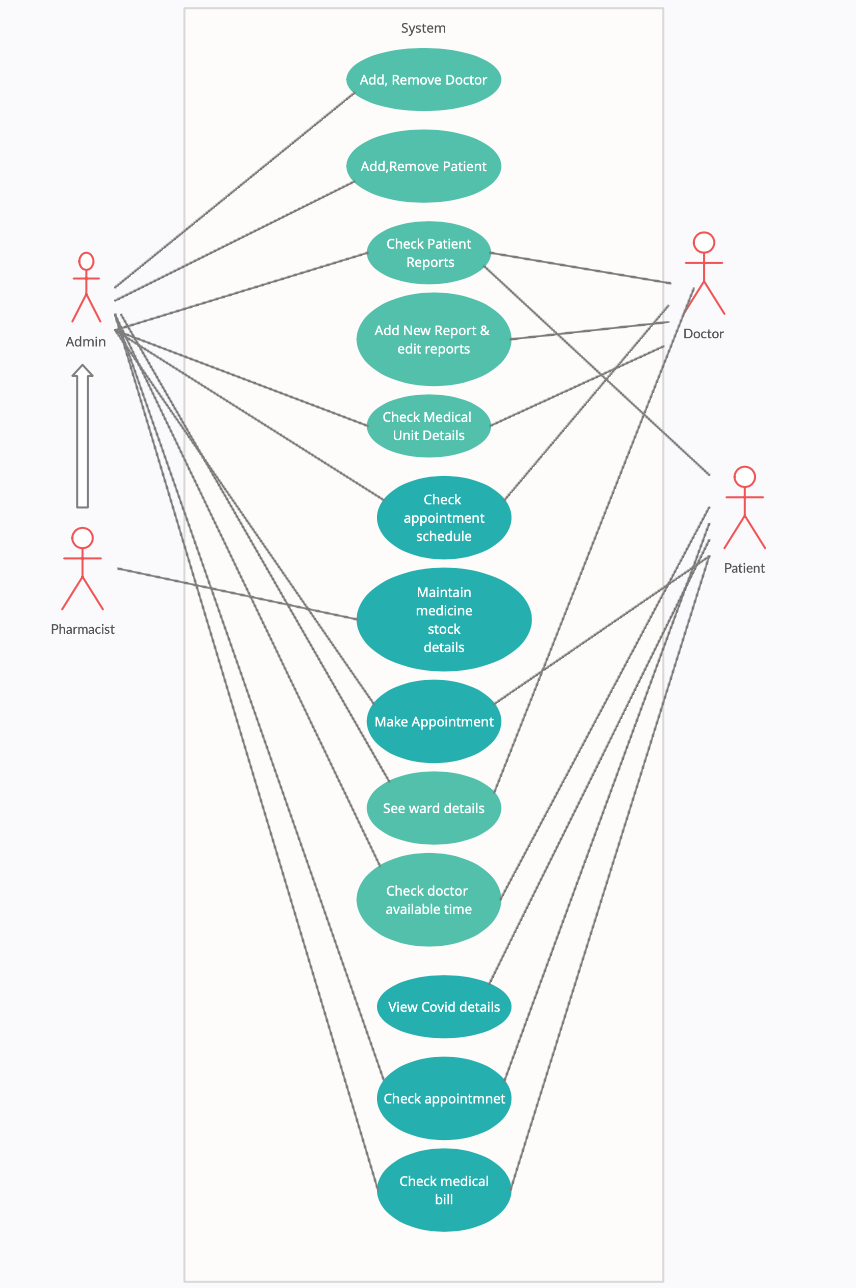 System
Add, Remove Doctor
Add,Remove Patient
Check Patient
Reports
Admin
Doctor
Add New Report &
edit reports
Check Medical
Unit Details
Check
appointment
schedule
Patient
Pharmacist
Maintain
medicine
stock
details
Make Appointment
See ward details
Check doctor
available time
View Covid details
Check appointmnet
Check medical
bill